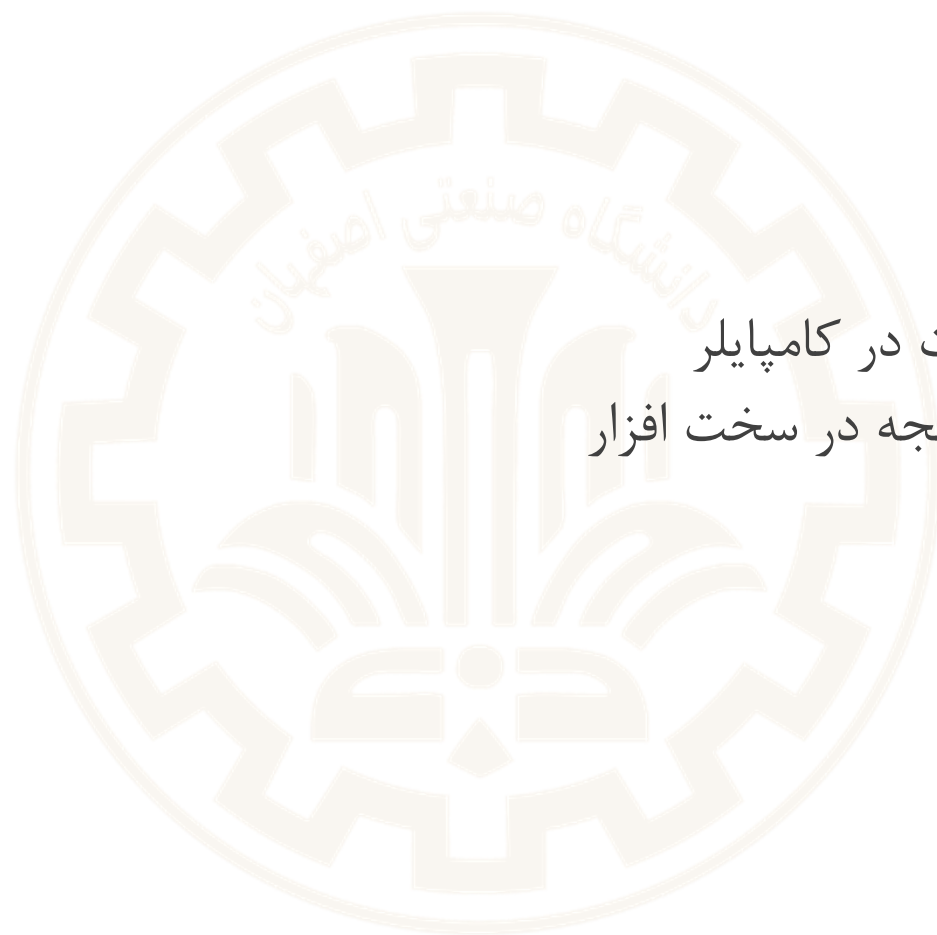 دانشگاه صنعتی اصفهان
در کامپایلر
در سخت افزار